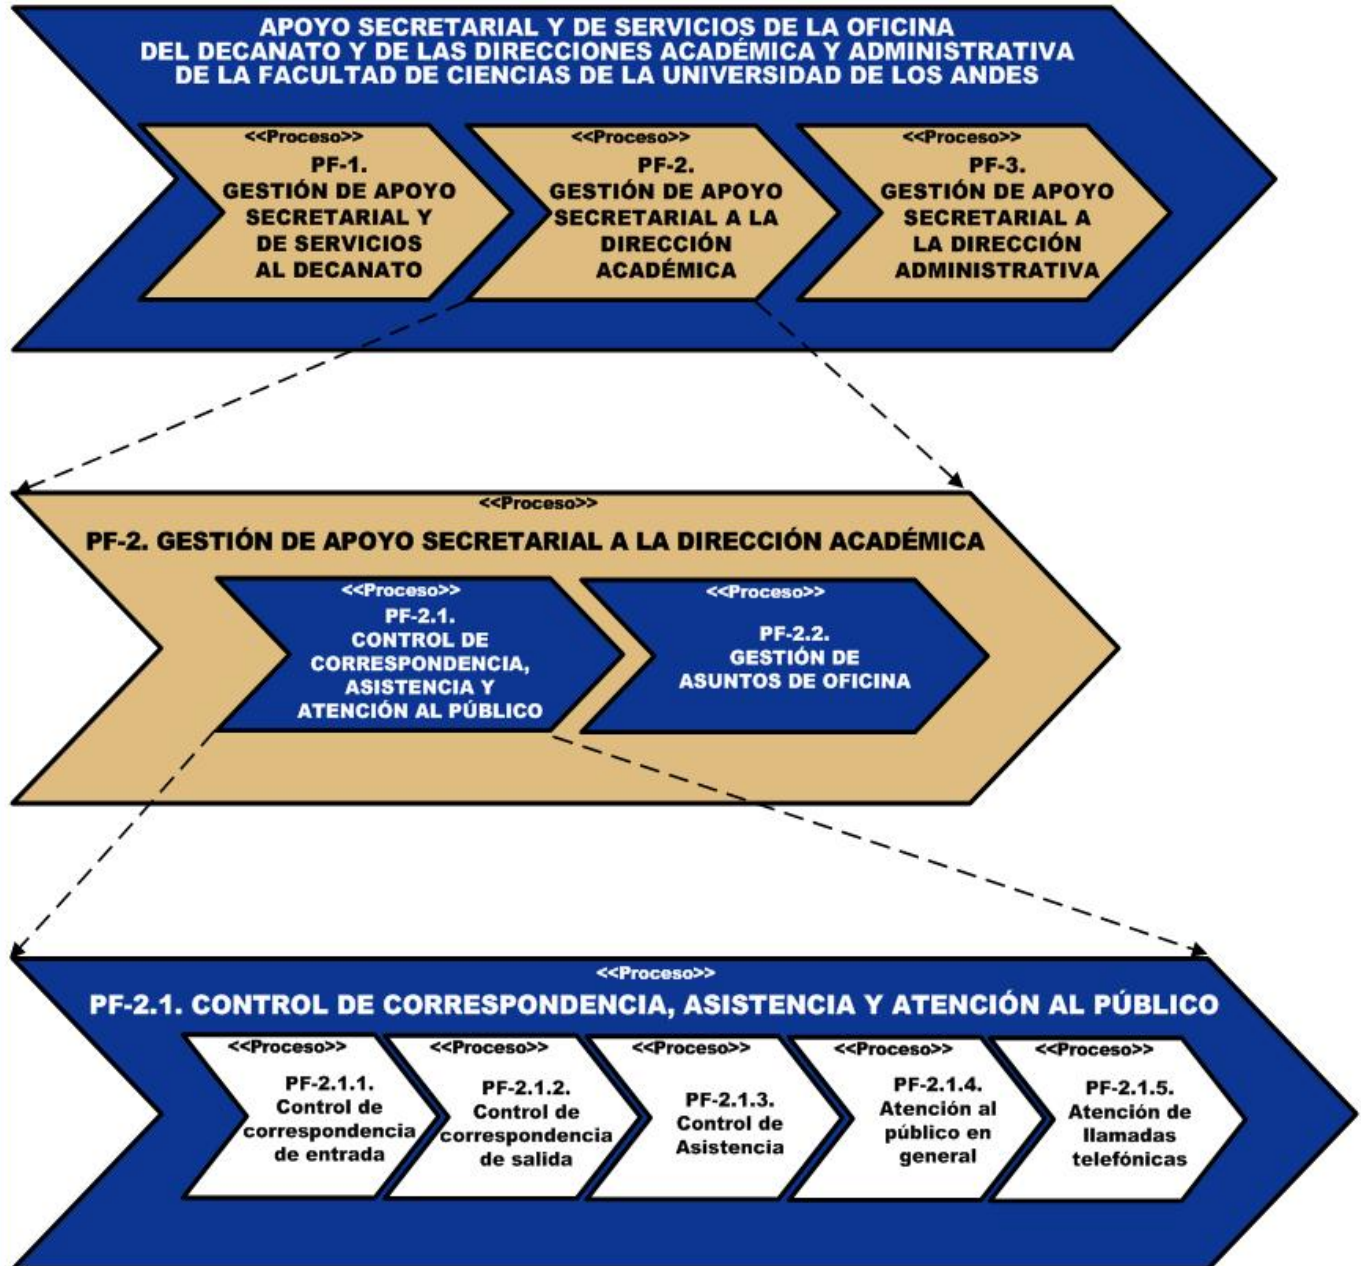 APOYO SECRETARIAL Y DE SERVICIOS DE LA OFICINA
DEL DECANATO Y DE LAS DIRECCIONES ACADÉMICA Y ADMINISTRATIVA
DE LA FACULTAD DE CIENCIAS DE LA UNIVERSIDAD DE LOS ANDES
<<Proceso>>
PF-1.
GESTIÓN DE APOYO
SECRETARIAL Y
DE SERVICIOS
AL DECANATO
<<Proceso>>
PF-2.
GESTIÓN DE APOYO
SECRETARIAL A LA
DIRECCIÓN
ACADÉMICA
<<Proceso>>
PF-3.
GESTIÓN DE APOYO
SECRETARIAL A
LA DIRECCIÓN
ADMINISTRATIVA
<<Proceso>>
PF-2. GESTIÓN DE APOYO SECRETARIAL A LA DIRECCIÓN ACADÉMICA
<<Proceso>>
PF-2.1.
CONTROL DE
CORRESPONDENCIA,
ASISTENCIA Y
ATENCIÓN AL PÚBLICO
<<Proceso>>
PF-2.2.
GESTIÓN DE
ASUNTOS DE OFICINA
<<Proceso>>
PF-2.1. CONTROL DE CORRESPONDENCIA, ASISTENCIA Y ATENCIÓN AL PÚBLICO
<<Proceso>>
PF-2.1.1.
Control de
correspondencia
de entrada
<<Proceso>>
PF-2.1.2.
Control de
correspondencia
de salida
<<Proceso>>
PF-2.1.3.
Control de
Asistencia
<<Proceso>>
PF-2.1.4.
Atención al
público en
general
<<Proceso>>
PF-2.1.5.
Atención de
llamadas
telefónicas